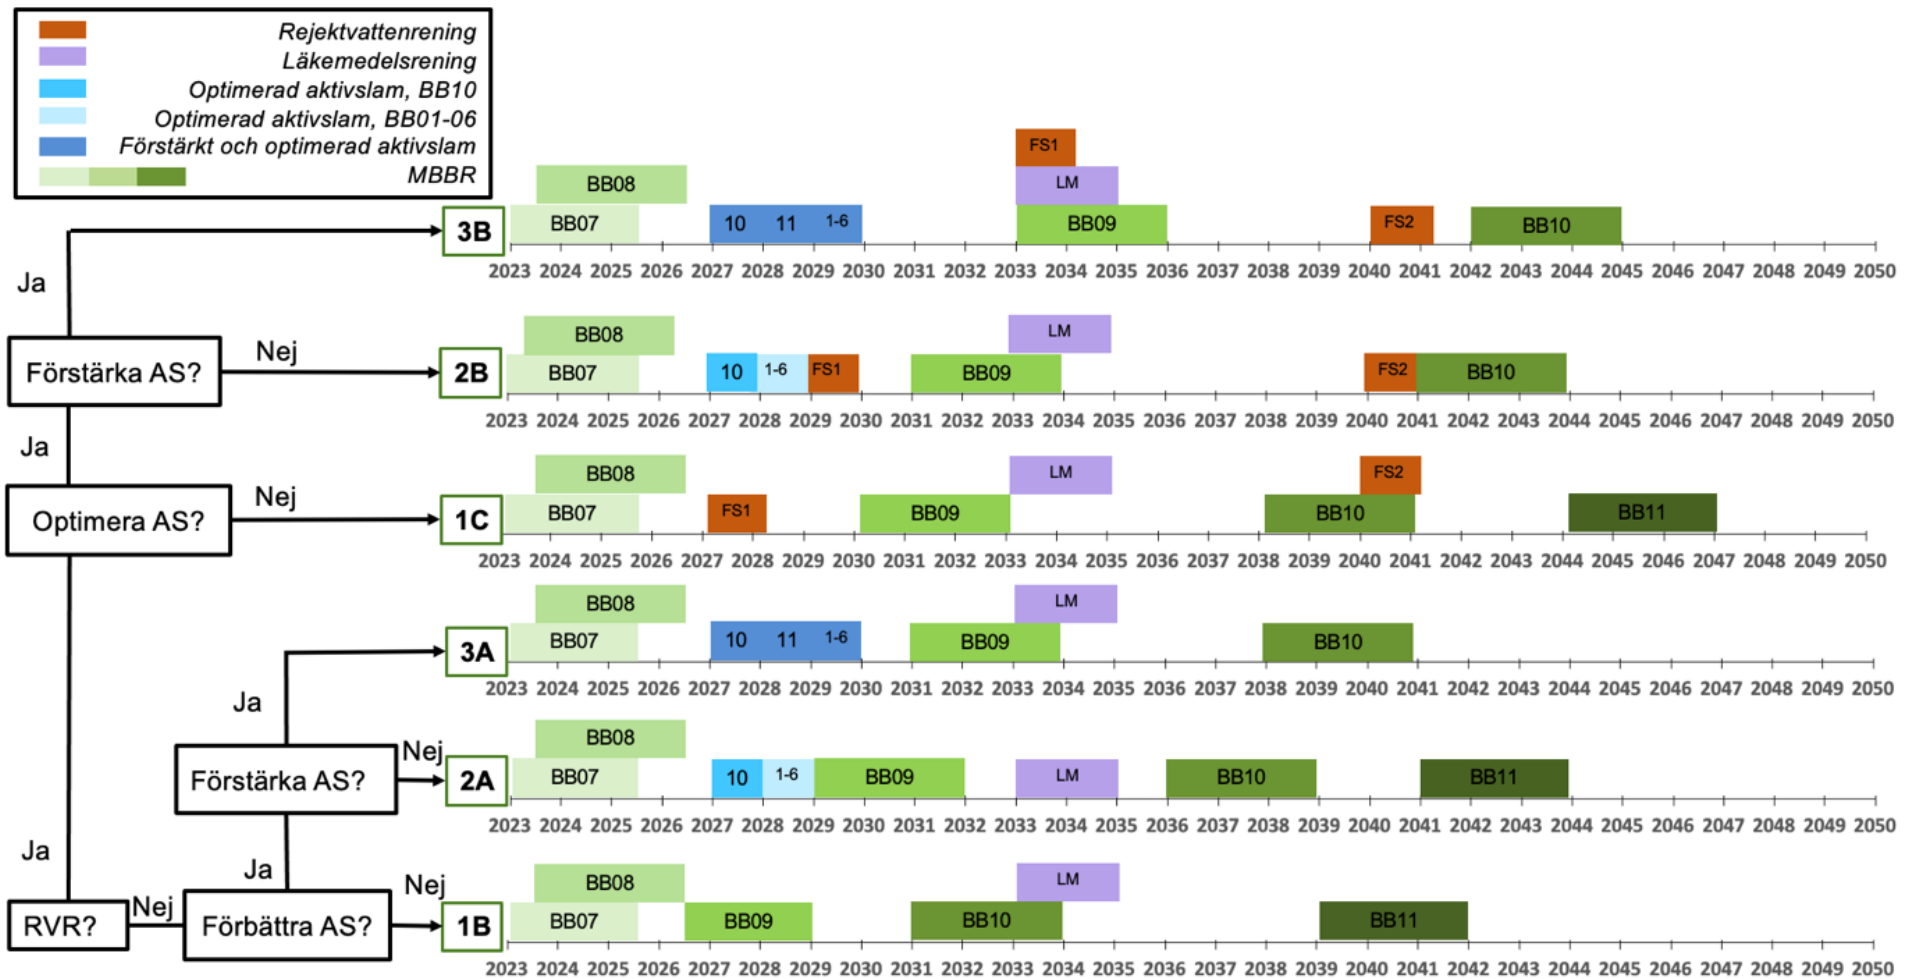 Rejektvattenrening
Läkemedelsrening
Optimerad aktivslam, BB10
Optimerad aktivslam, BB01-06
Förstärkt och optimerad aktivslam
MBBR
FS1
BB08
LM
3B
BB07
10 11 1-6
BB09
FS2
BB10
2023 2024 2025 2026 2027 2028 2029 2030 2031 2032 2033 2034 2035 2036 2037 2038 2039 2040 2041 2042 2043 2044 2045 2046 2047 2048 2049 2050
Ja
BB08
LM
Förstärka AS?
Nej
2B
BB07
10
1-6
FS1
BB09
FS2
BB10
2023 2024 2025 2026 2027 2028 2029 2030 2031 2032 2033 2034 2035 2036 2037 2038 2039 2040 2041 2042 2043 2044 2045 2046 2047 2048 2049 2050
Ja
BB08
LM
FS2
Optimera AS?
Nej
1C
BB07
FS1
BB09
BB10
BB11
2023 2024 2025 2026 2027 2028 2029 2030 2031 2032 2033 2034 2035 2036 2037 2038 2039 2040 2041 2042 2043 2044 2045 2046 2047 2048 2049 2050
BB08
LM
3A
BB07
10 11 1-6
BB09
BB10
2023 2024 2025 2026 2027 2028 2029 2030 2031 2032 2033 2034 2035 2036 2037 2038 2039 2040 2041 2042 2043 2044 2045 2046 2047 2048 2049 2050
Ja
BB08
Förstärka AS?
Nej
2A
BB07
10
1-6
BB09
LM
BB10
BB11
2023 2024 2025 2026 2027 2028 2029 2030 2031 2032 2033 2034 2035 2036 2037 2038 2039 2040 2041 2042 2043 2044 2045 2046 2047 2048 2049 2050
Ja
Ja
BB08
LM
RVR?
Nej
Förbättra AS?
Nej
1B
BB07
BB09
BB10
BB11
2023 2024 2025 2026 2027 2028 2029 2030 2031 2032 2033 2034 2035 2036 2037 2038 2039 2040 2041 2042 2043 2044 2045 2046 2047 2048 2049 2050